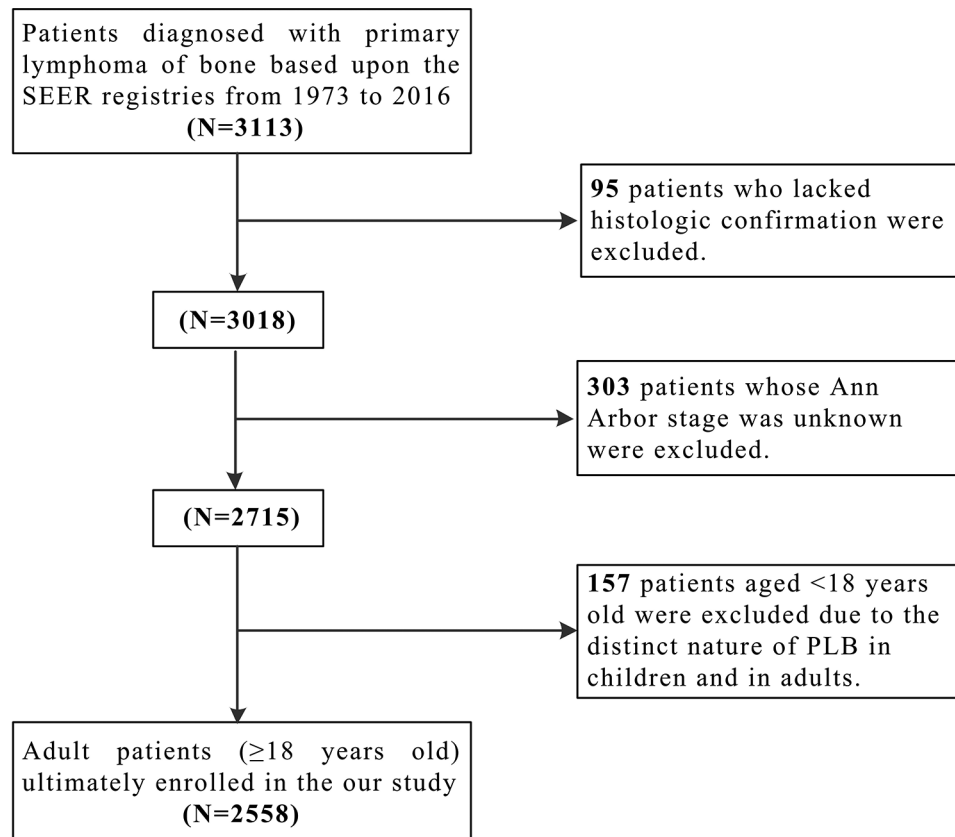 Patients diagnosed with primary
lymphoma of bone based upon the
SEER registries from 1973 to 2016
(N=3113)
95 patients who lacked
histologic confirmation were
excluded.
(N=3018)
303 patients whose Ann
Arbor stage was unknown
were excluded.
(N=2715)
157 patients aged <18 years
old were excluded due to the
distinct nature of PLB in
children and in adults.
Adult patients (≥18 years old)
ultimately enrolled in the our study
(N=2558)